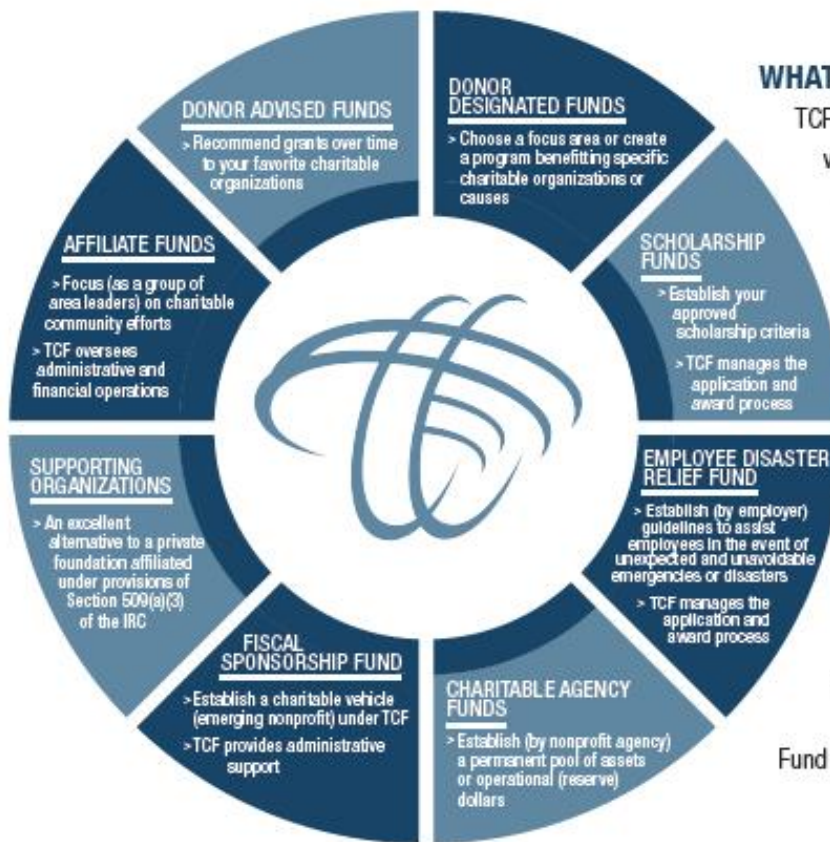 DONOR ADVISED FUNDS
> Recommend grants over time
to your favorite charitable
organizations
DONOR
DESIGNATED FUNDS
> Choose a focus area or create
a program benefitting specific
charitable organizations or
causes
WHAT
TCF
SCHOLARSHIP
FUNDS
> Establish your
approved
scholarship criteria
> TCF manages the
application and
award process
EMPLOYEE DISASTER
RELIEF FUND
> Establish (by employer)
guidelines to assist
employees in the event of
unexpected and unavoidable
emergencies or disasters
> TCF manages the
application and
award process
CHARITABLE AGENCY
FUNDS
> Establish (by nonprofit agency)
a permanent pool of assets
or operational (reserve)
dollars
Fund
FISCAL
SPONSORSHIP FUND
> Establish a charitable vehicle
(emerging nonprofit) under TCF
> TCF provides administrative
support
SUPPORTING
ORGANIZATIONS
> An excellent
alternative to a private
foundation affiliated
under provisions of
Section 509(a)(3)
of the IRC
AFFILIATE FUNDS
> Focus (as a group of
area leaders) on charitable
community efforts
> TCF oversees
administrative and
financial operations